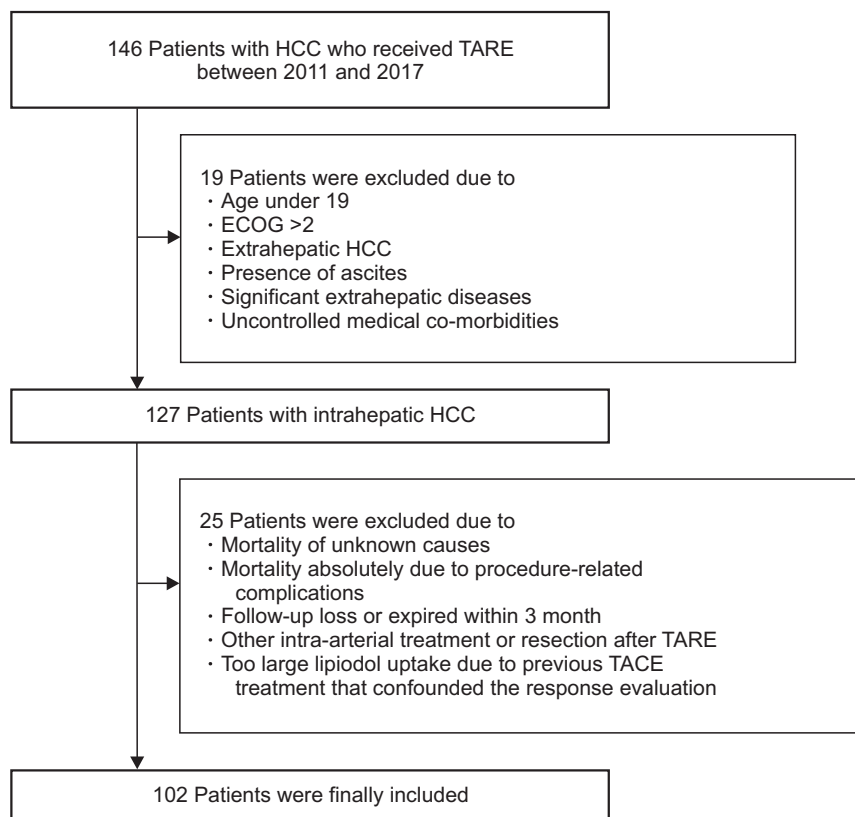 146 Patients with HCC who received TARE
between 2011 and 2017
19 Patients were excluded due to
· Age under 19
· ECOG >2
· Extrahepatic HCC
· Presence of ascites
· Significant extrahepatic diseases
· Uncontrolled medical co-morbidities
127 Patients with intrahepatic HCC
25 Patients were excluded due to
· Mortality of unknown causes
· Mortality absolutely due to procedure-related
complications
· Follow-up loss or expired within 3 month
· Other intra-arterial treatment or resection after TARE
· Too large lipiodol uptake due to previous TACE
treatment that confounded the response evaluation
102 Patients were finally included